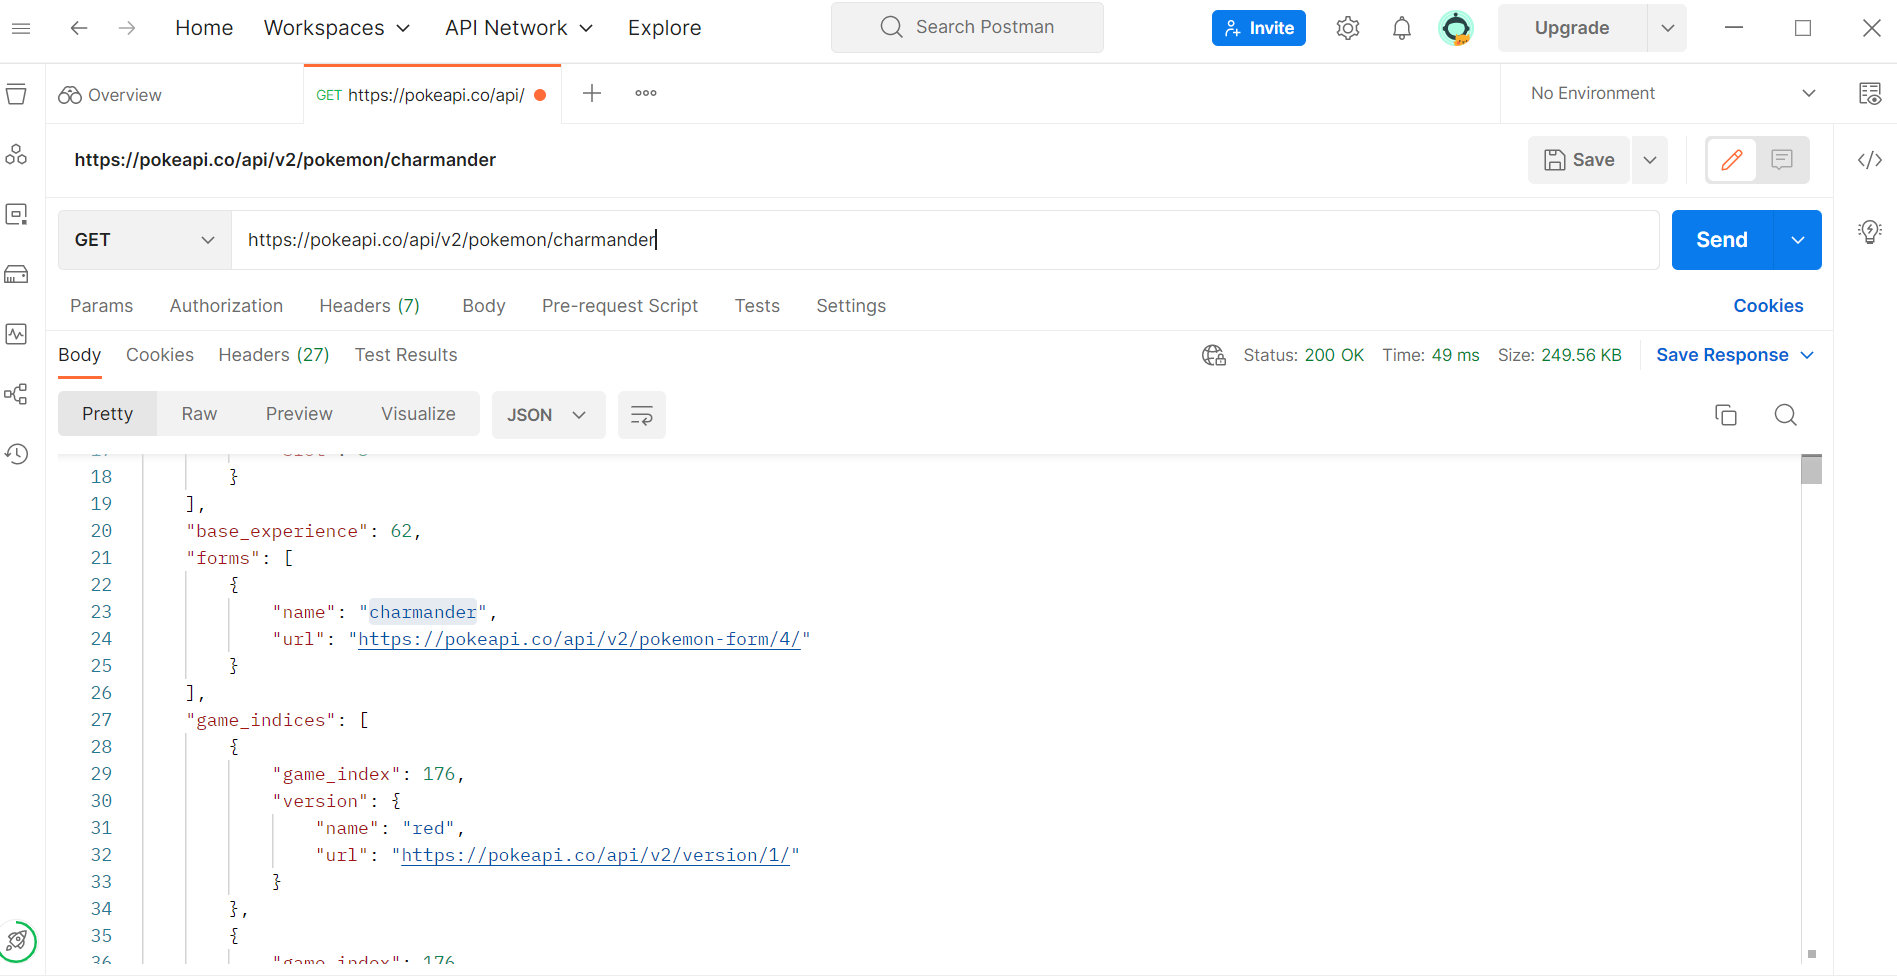 Home Workspaces API Network Explore Search Postman Invite Upgrade
Overview GET https://pokeapi.co/api/ No Environment
https://pokeapi.co/api/v2/pokemon/charmander Save
GET https://pokeapi.co/api/v2/pokemon/charmander Send
Params Authorization Headers (7) Body Pre-request Script Tests Settings Cookies
Body Cookies Headers (27) Test Results Status: 200 OK Time: 49 ms Size: 249.56 KB Save Response
Pretty Raw Preview Visualize JSON
18 }
19 ],
20 "base_experience": 62,
21 "forms": [
22 {
23 "name": "charmander",
24 "url": "https://pokeapi.co/api/v2/pokemon-form/4/"
25 }
26 ],
27 "game_indices": [
28 {
29 "game_index": 176,
30 "version": {
31 "name": "red",
32 "url": "https://pokeapi.co/api/v2/version/1/"
33 }
34 },
35 {
36 "game_index": 176